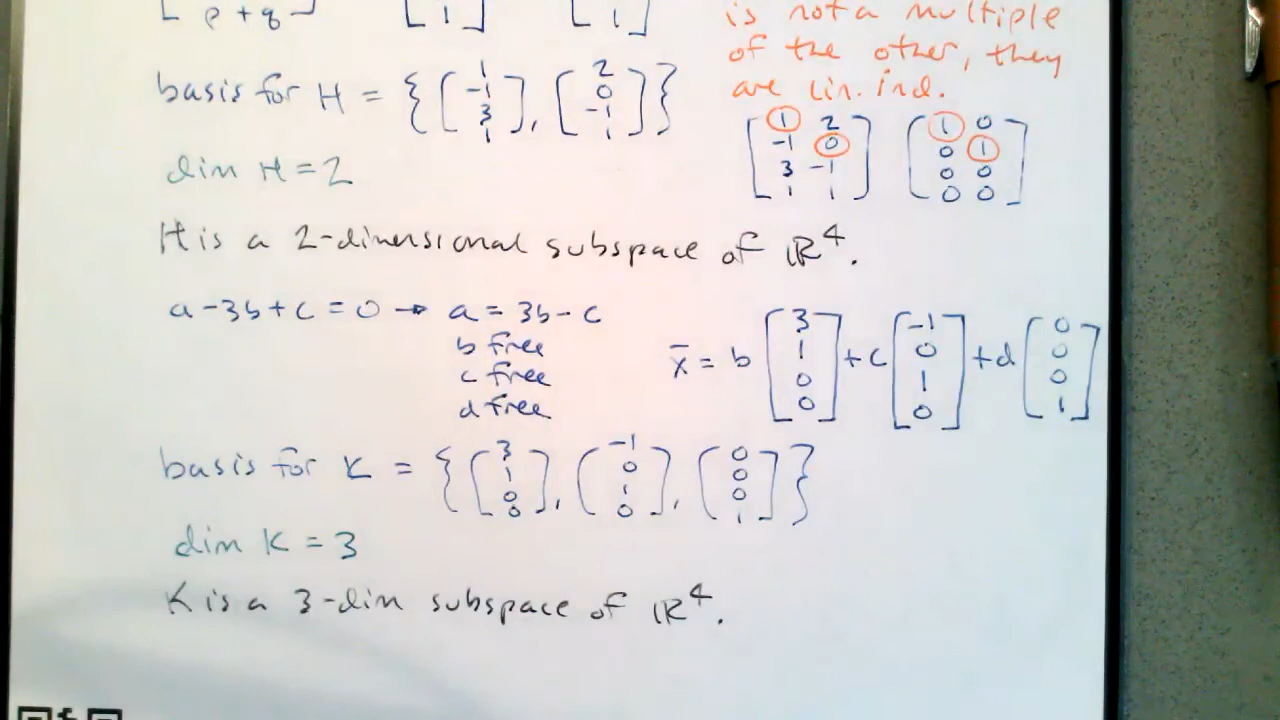 [ p + q ] [ 1 ] [ 1 ]
is not a multiple
of the other, they
are lin. ind.
basis for H = { [ 1 -1 3 1 ], [ 2 0 -1 1 ] }
[ 1 2
-1 0
3 -1
1 1 ]
[ 1 0
0 1
0 0
0 0 ]
dim H = 2
H is a 2-dimensional subspace of ℝ⁴.
a - 3b + c = 0 → a = 3b - c
b free
c free
d free
x̄ = b [ 3 1 0 0 ] + c [ -1 0 1 0 ] + d [ 0 0 0 1 ]
basis for K = { [ 3 1 0 0 ], [ -1 0 1 0 ], [ 0 0 0 1 ] }
dim K = 3
K is a 3-dim subspace of ℝ⁴.